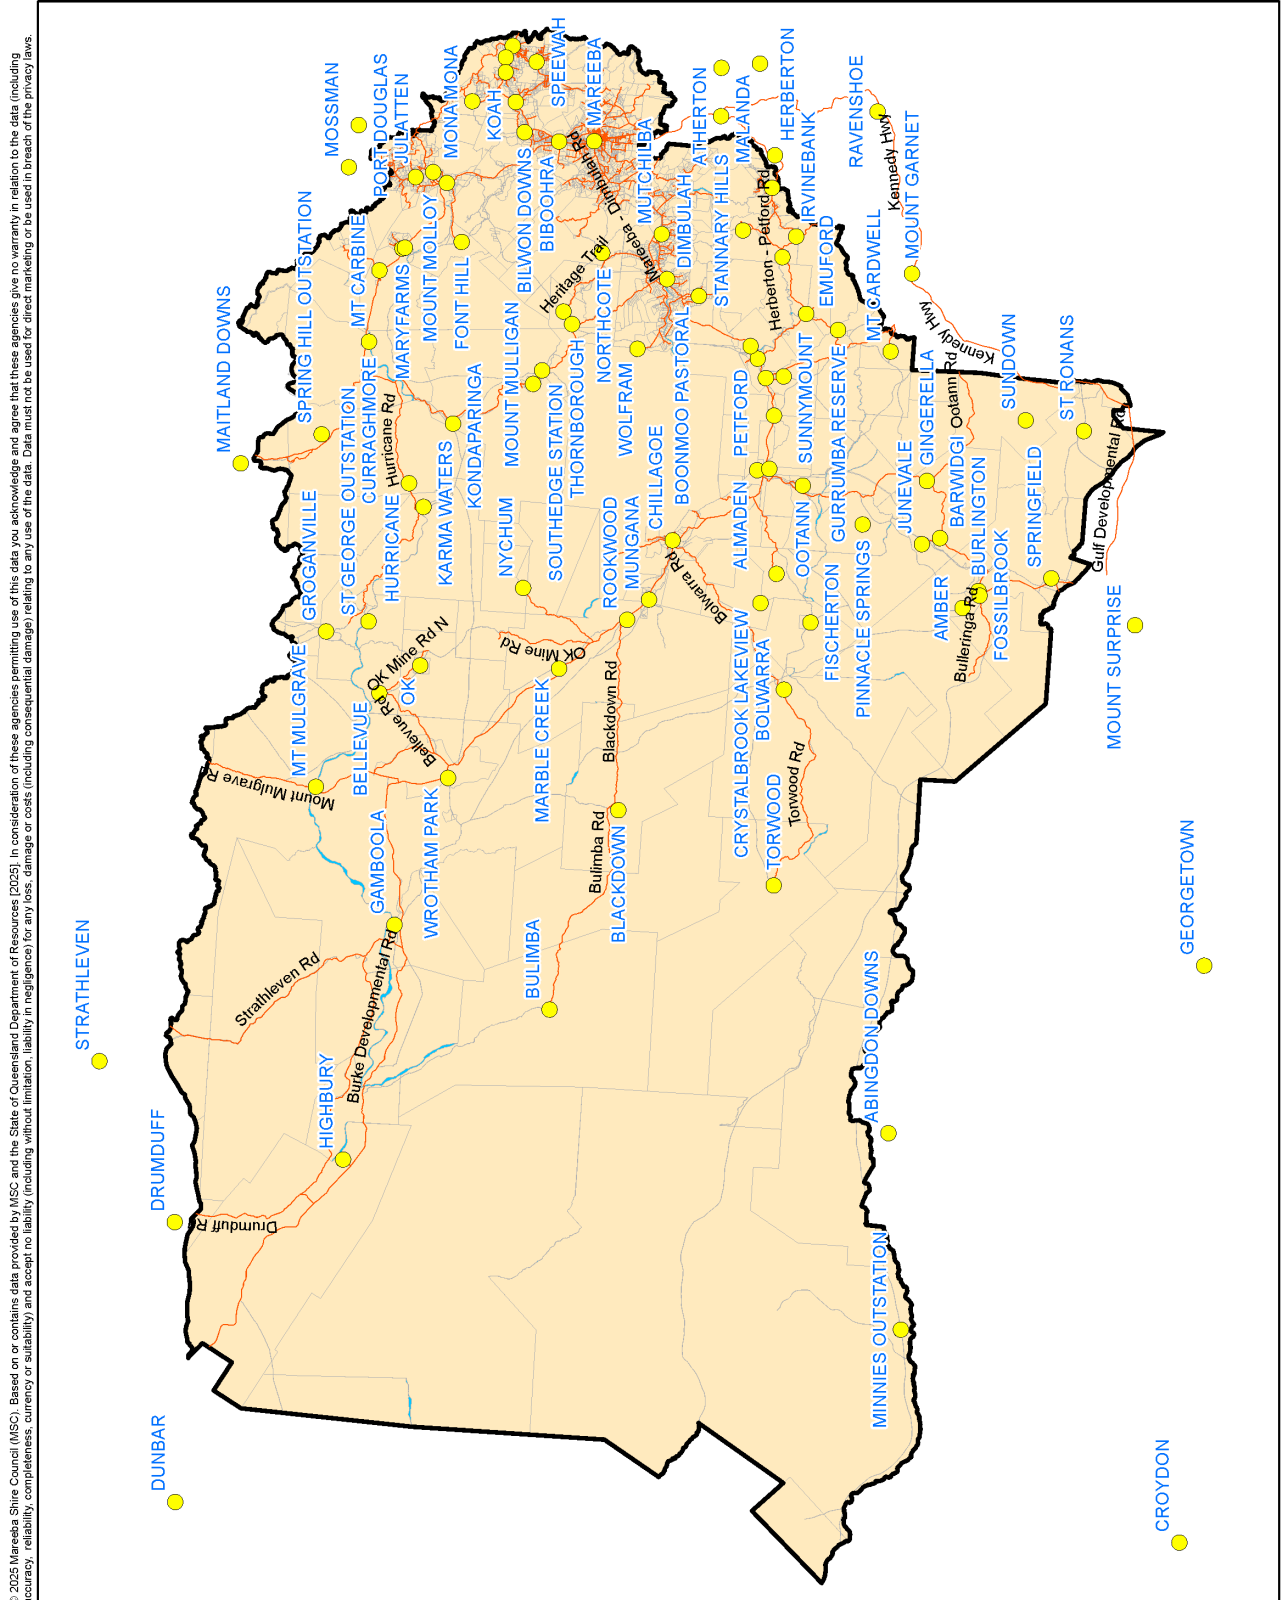 © 2025 Mareeba Shire Council (MSC). Based on or contains data provided by MSC and the State of Queensland Department of Resources [2025]. In consideration of these agencies permitting use of this data you acknowledge and agree that these agencies give no warranty in relation to the data (including
accuracy, reliability, completeness, currency or suitability) and accept no liability (including without limitation, liability in negligence) for any loss, damage or costs (including consequential damage) relating to any use of the data. Data must not be used for direct marketing or be used in breach of the privacy laws.
STRATHLEVEN
DRUMDUFF
DUNBAR
MAITLAND DOWNS
SPRING HILL OUTSTATION
GROGANVILLE
MT MULGRAVE
Mount Mulgrave Rd
Strathleven Rd
Drumduff Rd
HIGHBURY
Burke Developmental Rd
MOSSMAN
PORT DOUGLAS
JULATTEN
MT CARBINE
MARYFARMS
MOUNT MOLLOY
FONT HILL
MONA MONA
KOAH
SPEEWAH
MAREEBA
BILWON DOWNS
BIBOOHRA
Mareeba - Dimbulah Rd
MUTCHILBA
DIMBULAH
ATHERTON
MALANDA
HERBERTON
IRVINEBANK
STANNARY HILLS
Herberton - Petford Rd
EMUFORD
RAVENSHOE
Kennedy Hwy
MOUNT GARNET
MT CARDWELL
Kennedy Hwy
SUNDOWN
ST RONANS
Gulf Developmental Rd
ST GEORGE OUTSTATION
CURRAGHMORE
Hurricane Rd
HURRICANE
KARMA WATERS
KONDAPARINGA
MOUNT MULLIGAN
Heritage Trail
NORTHCOTE
THORNBOROUGH
SOUTHEDGE STATION
NYCHUM
WOLFRAM
BOONMOO PASTORAL
CHILLAGOE
MUNGANA
ROOKWOOD
PETFORD
SUNNYMOUNT
GURRUMBA RESERVE
ALMADEN
OOTANN
JUNEVALE
GINGERELLA
Ootann Rd
BARWIDGI
BURLINGTON
FOSSILBROOK
SPRINGFIELD
AMBER
Bulleringa Rd
PINNACLE SPRINGS
FISCHERTON
MOUNT SURPRISE
OK Mine Rd N
OK
Bellevue Rd
BELLEVUE
OK Mine Rd
MARBLE CREEK
Blackdown Rd
Bolwarra Rd
CRYSTALBROOK LAKEVIEW
BOLWARRA
TORWOOD
Torwood Rd
GAMBOOLA
WROTHAM PARK
Bulimba Rd
BLACKDOWN
BULIMBA
ABINGDON DOWNS
MINNIES OUTSTATION
GEORGETOWN
CROYDON